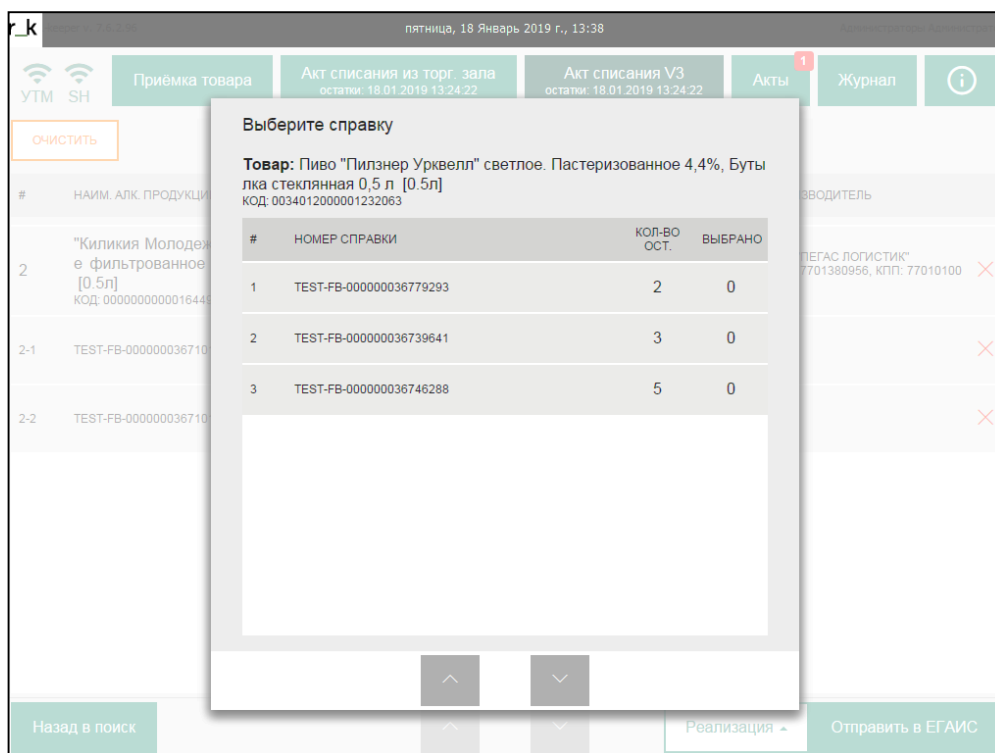 r_k
пятница, 18 Январь 2019 г., 13:38
УТМ SH
Приёмка товара
Акт списания из торг. зала
остатки: 18.01.2019 13:24:22
Акт списания V3
остатки: 18.01.2019 13:24:22
Акты
1
Журнал
ОЧИСТИТЬ
Выберите справку
Товар: Пиво "Пилзнер Урквелл" светлое. Пастеризованное 4,4%, Буты
лка стеклянная 0,5 л [0.5л]
КОД: 0034012000001232063
# НОМЕР СПРАВКИ КОЛ-ВО ОСТ. ВЫБРАНО
1 TEST-FB-000000036779293 2 0
2 TEST-FB-000000036739641 3 0
3 TEST-FB-000000036746288 5 0
# НАИМ. АЛК. ПРОДУКЦИ ЗВОДИТЕЛЬ
2 "Киликия Молодеж
е фильтрованное
[0.5л]
КОД: 0000000000016449
ПЕГАС ЛОГИСТИК"
7701380956, КПП: 77010100
2-1 TEST-FB-000000036710
2-2 TEST-FB-000000036710
Назад в поиск
Реализация
Отправить в ЕГАИС